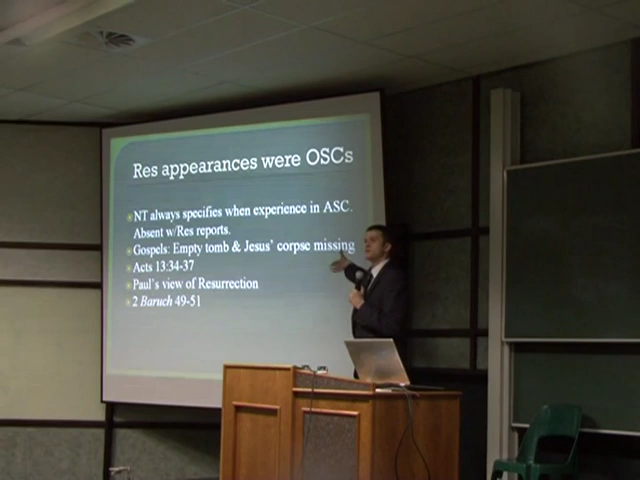 Res appearances were OSCs
NT always specifies when experience in ASC.
Absent w/Res reports.
Gospels: Empty tomb & Jesus' corpse missing
Acts 13:34-37
Paul's view of Resurrection
2 Baruch 49-51